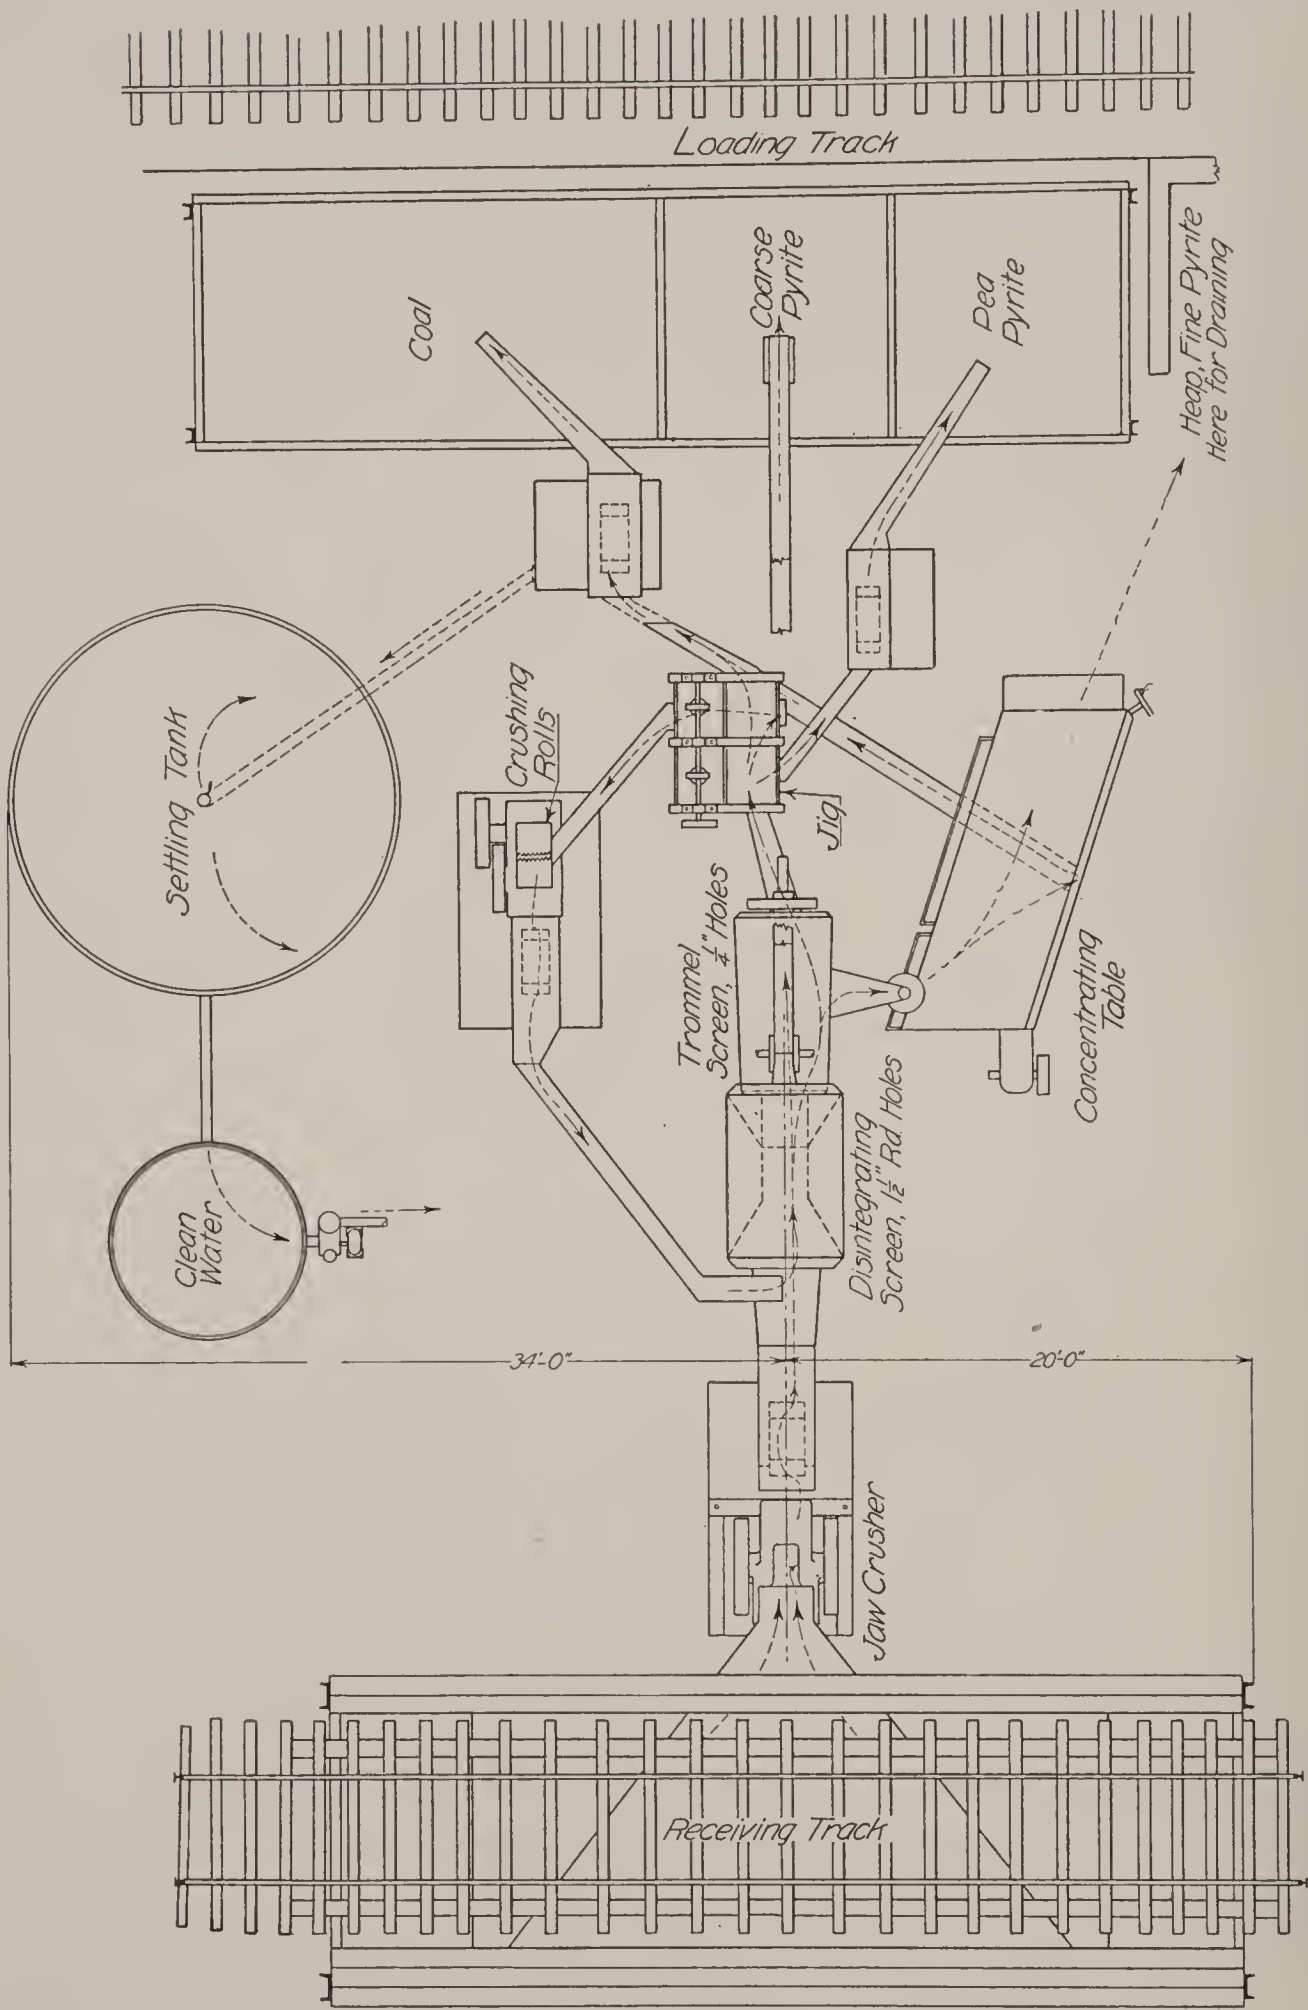 Loading Track
Coal
Coarse
Pyrite
Pea
Pyrite
Heap, Fine Pyrite
Here for Draining
Settling Tank
Crushing
Rolls
Jig
Trommel
Screen, 1/4" Holes
Concentrating
Table
Clean
Water
Disintegrating
Screen, 1 1/2" Rd. Holes
34'-0"
20'-0"
Jaw Crusher
Receiving Track